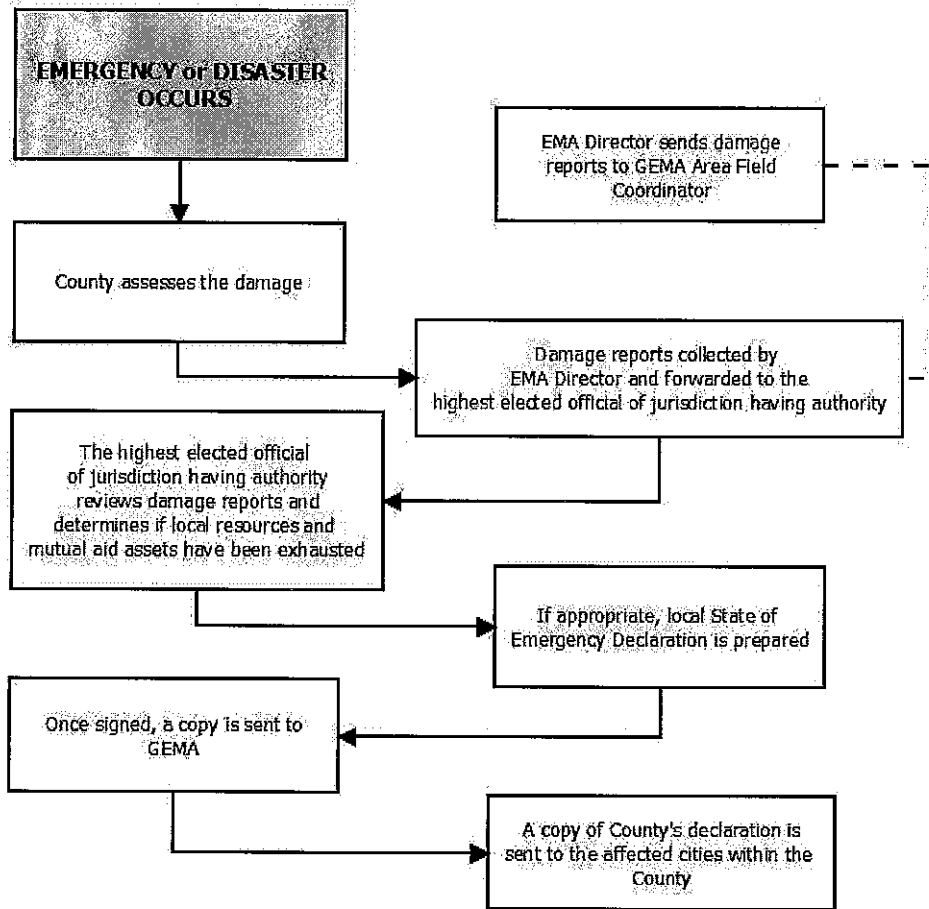 EMERGENCY or DISASTER
OCCURS
EMA Director sends damage
reports to GEMA Area Field
Coordinator
County assesses the damage
Damage reports collected by
EMA Director and forwarded to the
highest elected official of jurisdiction having authority
The highest elected official
of jurisdiction having authority
reviews damage reports and
determines if local resources and
mutual aid assets have been exhausted
If appropriate, local State of
Emergency Declaration is prepared
Once signed, a copy is sent to
GEMA
A copy of County's declaration is
sent to the affected cities within the
County